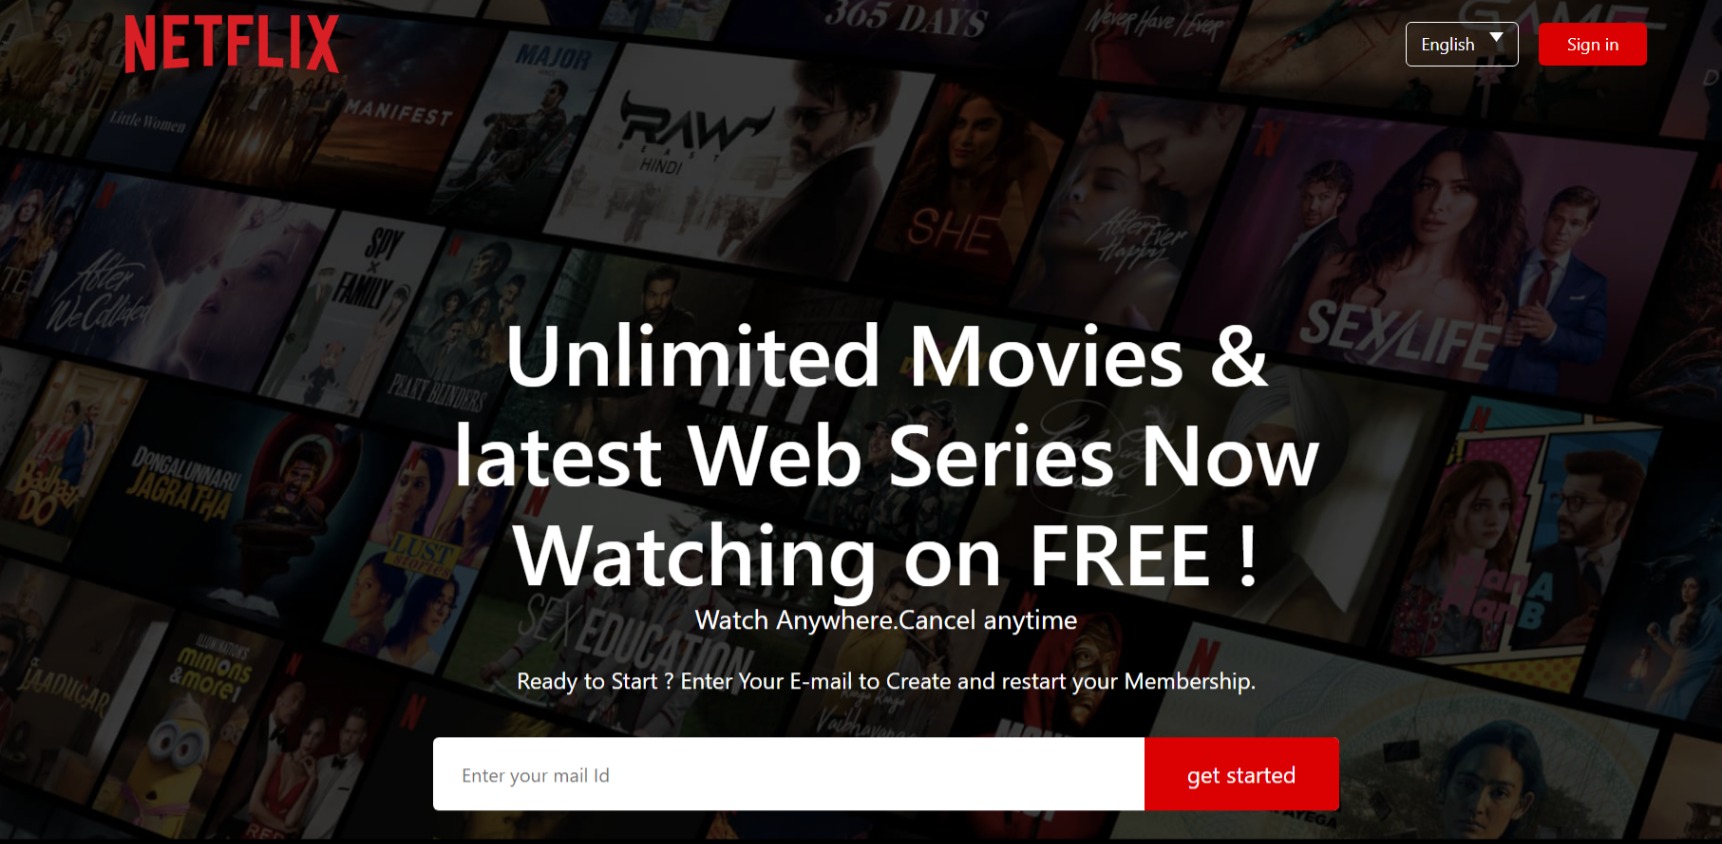 NETFLIX
English
Sign in
365 DAYS
Never Have I Ever
GAME
Little Women
MANIFEST
MAJOR
RAW
BEAST
HINDI
SHE
After Ever
Happy
SEX/LIFE
After
We Collided
SPY
x
FAMILY
PEAKY BLINDERS
Unlimited Movies &
latest Web Series Now
Watching on FREE !
Badhaai
DO
DONGALUNNARU
JAGRATHA
LUST
STORIES
SEX EDUCATION
Watch Anywhere.Cancel anytime
Ready to Start ? Enter Your E-mail to Create and restart your Membership.
JAADUGAR
ILLUMINATION'S
minions
& more!
Enter your mail Id
get started